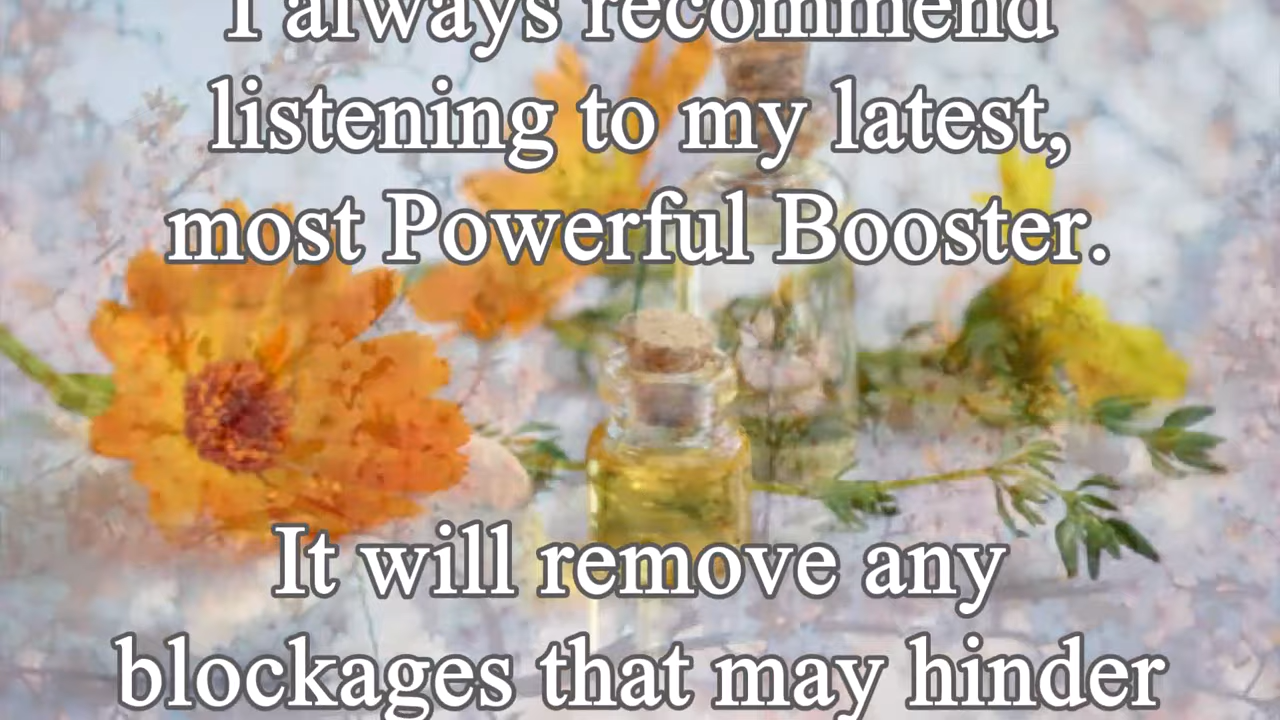 I always recommend
listening to my latest,
most Powerful Booster.
It will remove any
blockages that may hinder